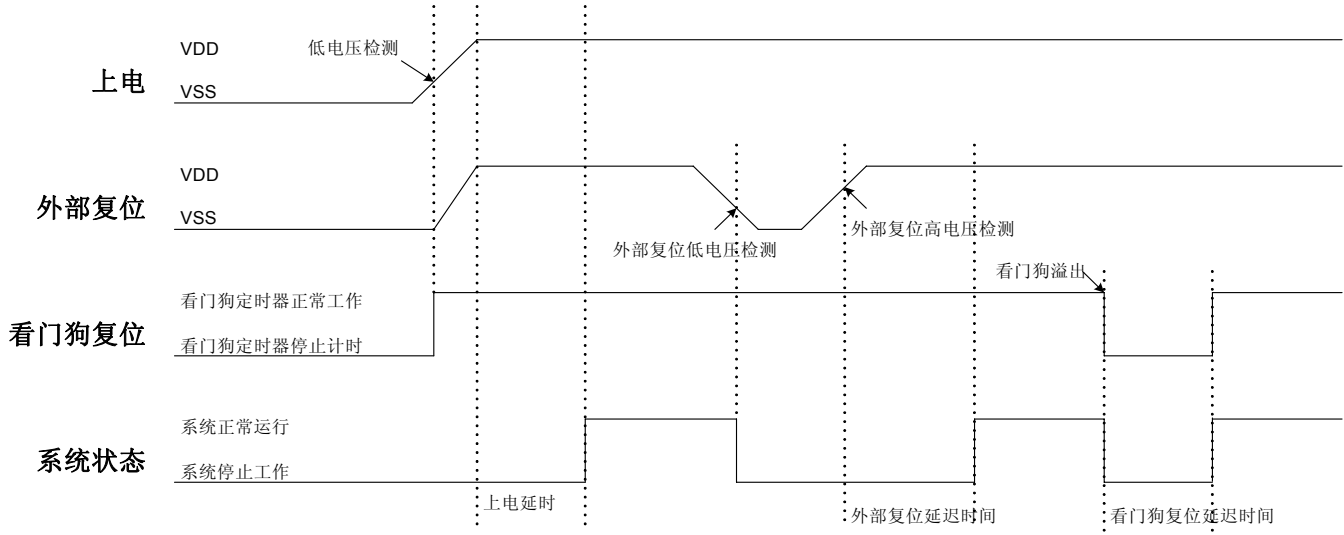 上电
VDD
VSS
低电压检测
外部复位
VDD
VSS
外部复位低电压检测
外部复位高电压检测
看门狗复位
看门狗定时器正常工作
看门狗定时器停止计时
看门狗溢出
系统状态
系统正常运行
系统停止工作
上电延时
外部复位延迟时间
看门狗复位延迟时间